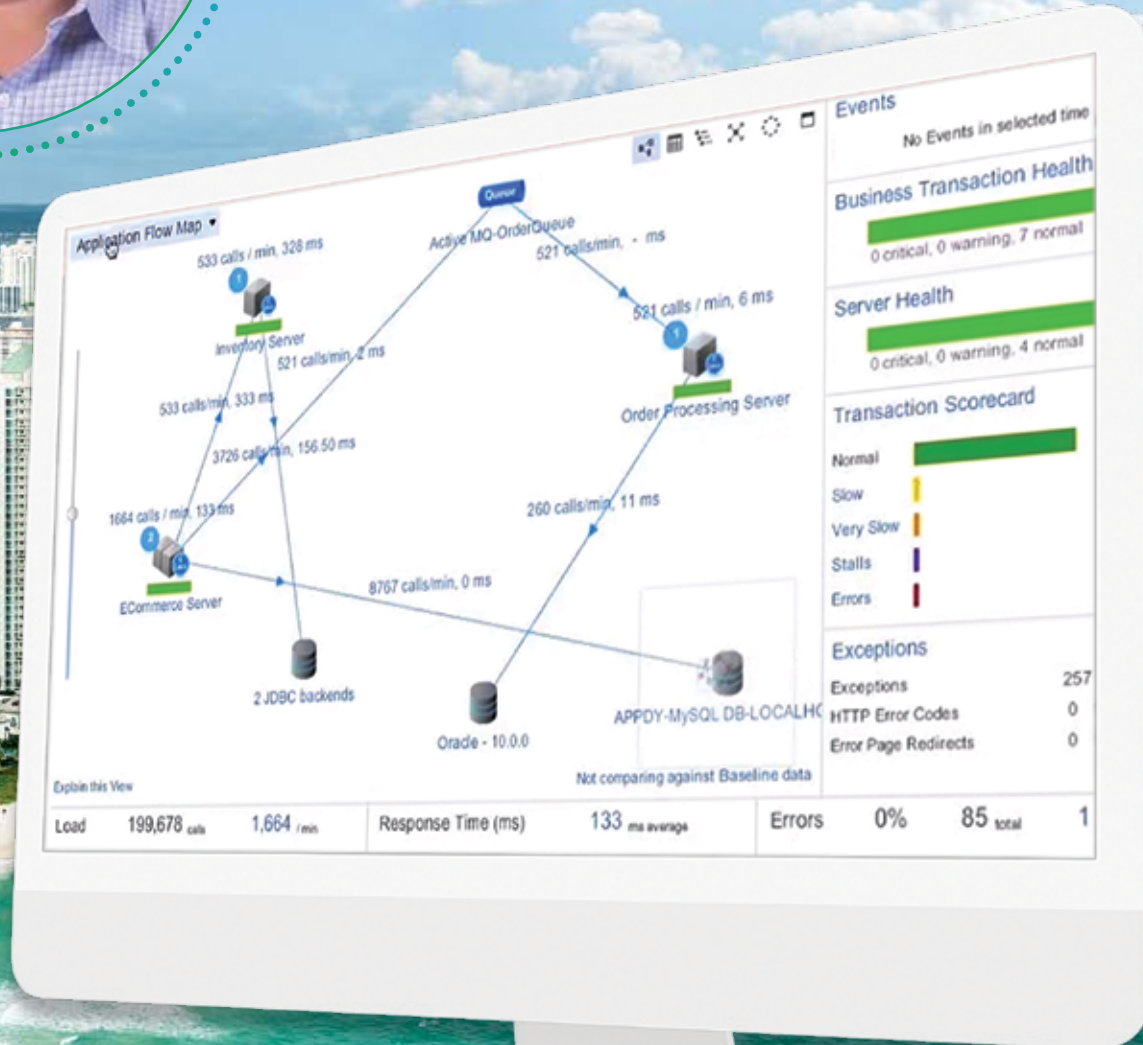 Application Flow Map
Queue
Active MQ-OrderQueue
521 calls/min, - ms
533 calls / min, 328 ms
1
Inventory Server
521 calls/min, 2 ms
521 calls / min, 6 ms
1
Order Processing Server
533 calls/min, 333 ms
3726 calls/min, 156.50 ms
1664 calls / min, 133 ms
2
ECommerce Server
260 calls/min, 11 ms
8767 calls/min, 0 ms
2 JDBC backends
Oracle - 10.0.0
APPDY-MySQL DB-LOCALHO
Explain this View
Not comparing against Baseline data
Events
No Events in selected time
Business Transaction Health
0 critical, 0 warning, 7 normal
Server Health
0 critical, 0 warning, 4 normal
Transaction Scorecard
Normal
Slow
Very Slow
Stalls
Errors
Exceptions
Exceptions 257
HTTP Error Codes 0
Error Page Redirects 0
Load 199,678 calls 1,664 /min Response Time (ms) 133 ms average Errors 0% 85 total 1